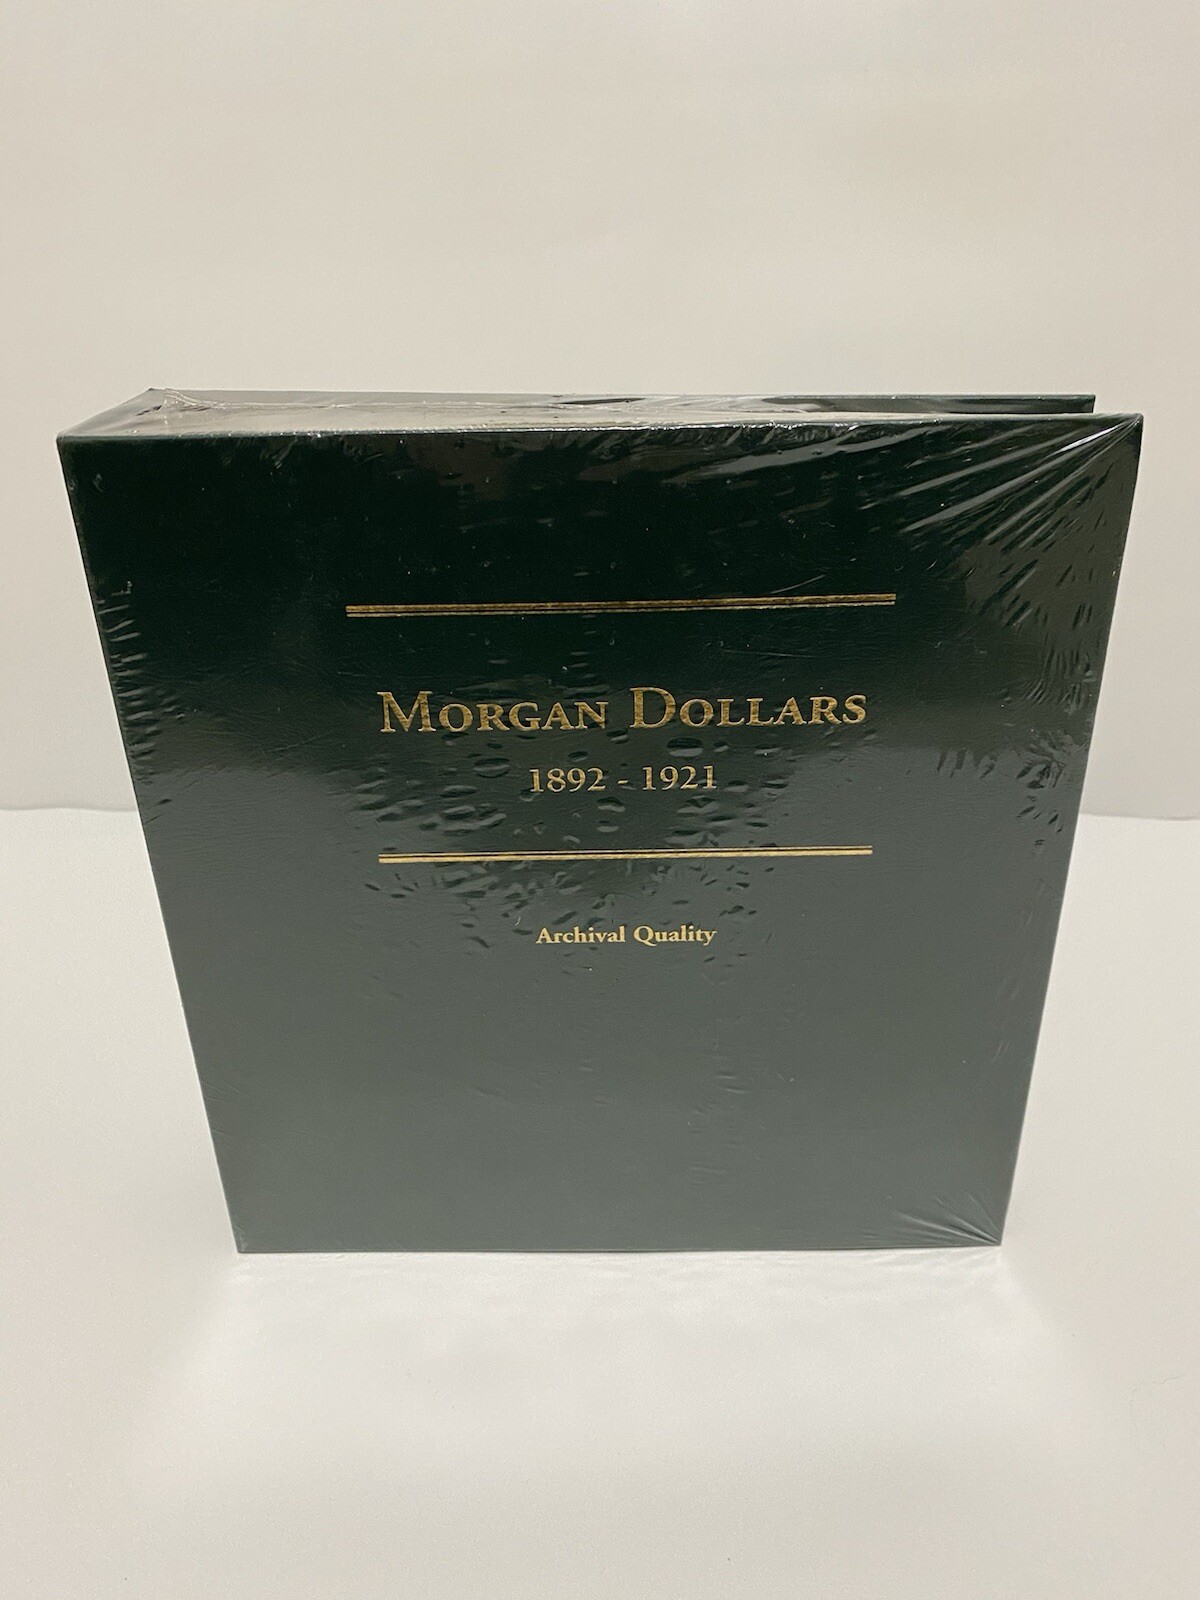 Morgan Dollars
1892 - 1921
Archival Quality